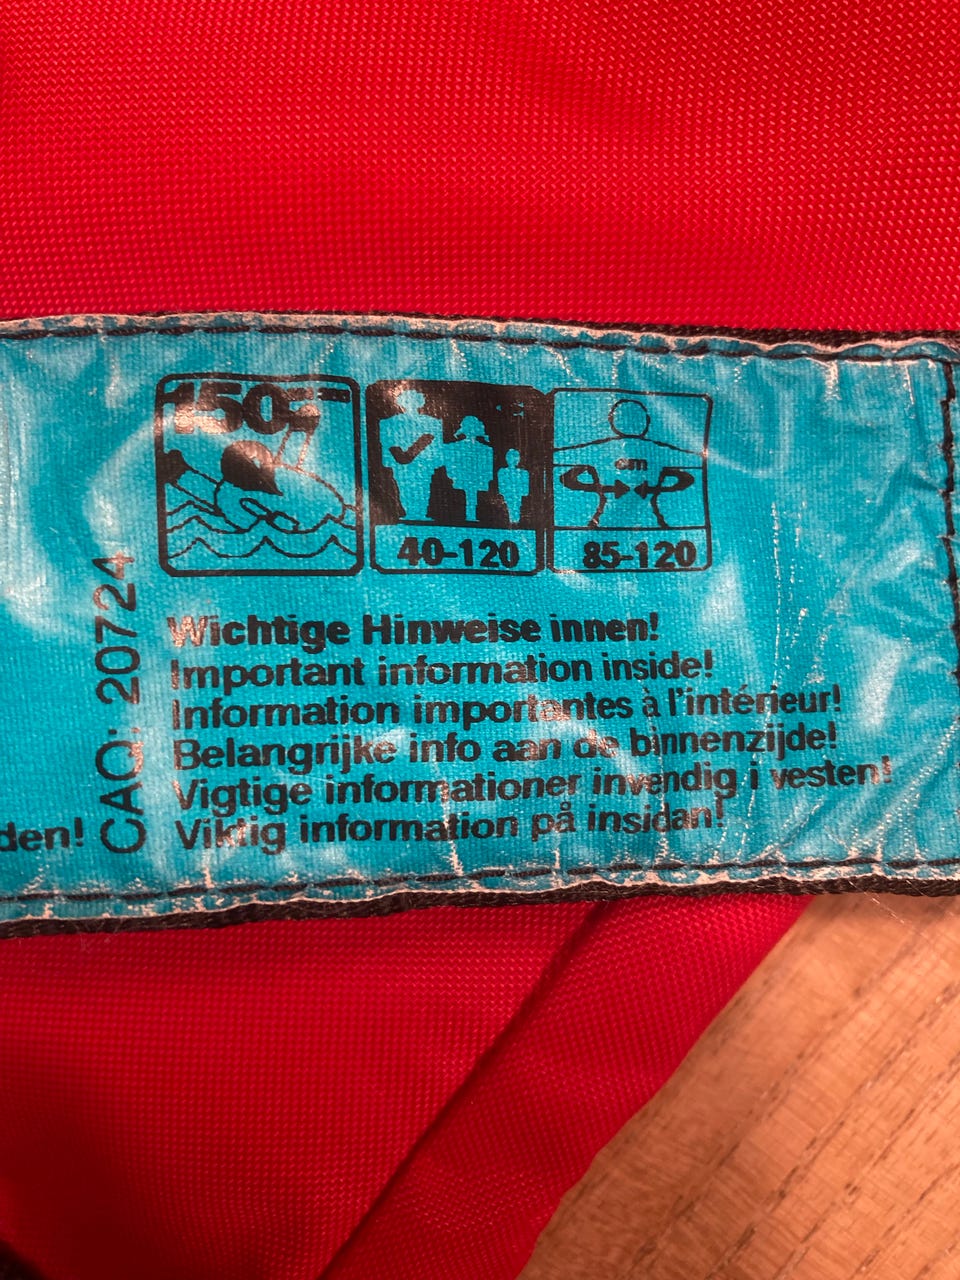 150
40-120
cm
85-120
Wichtige Hinweise innen!
Important information inside!
Information importantes à l'intérieur!
Belangrijke info aan de binnenzijde!
Vigtige informationer invendig i vesten!
Viktig information på insidan!
CAO: 20724
den!